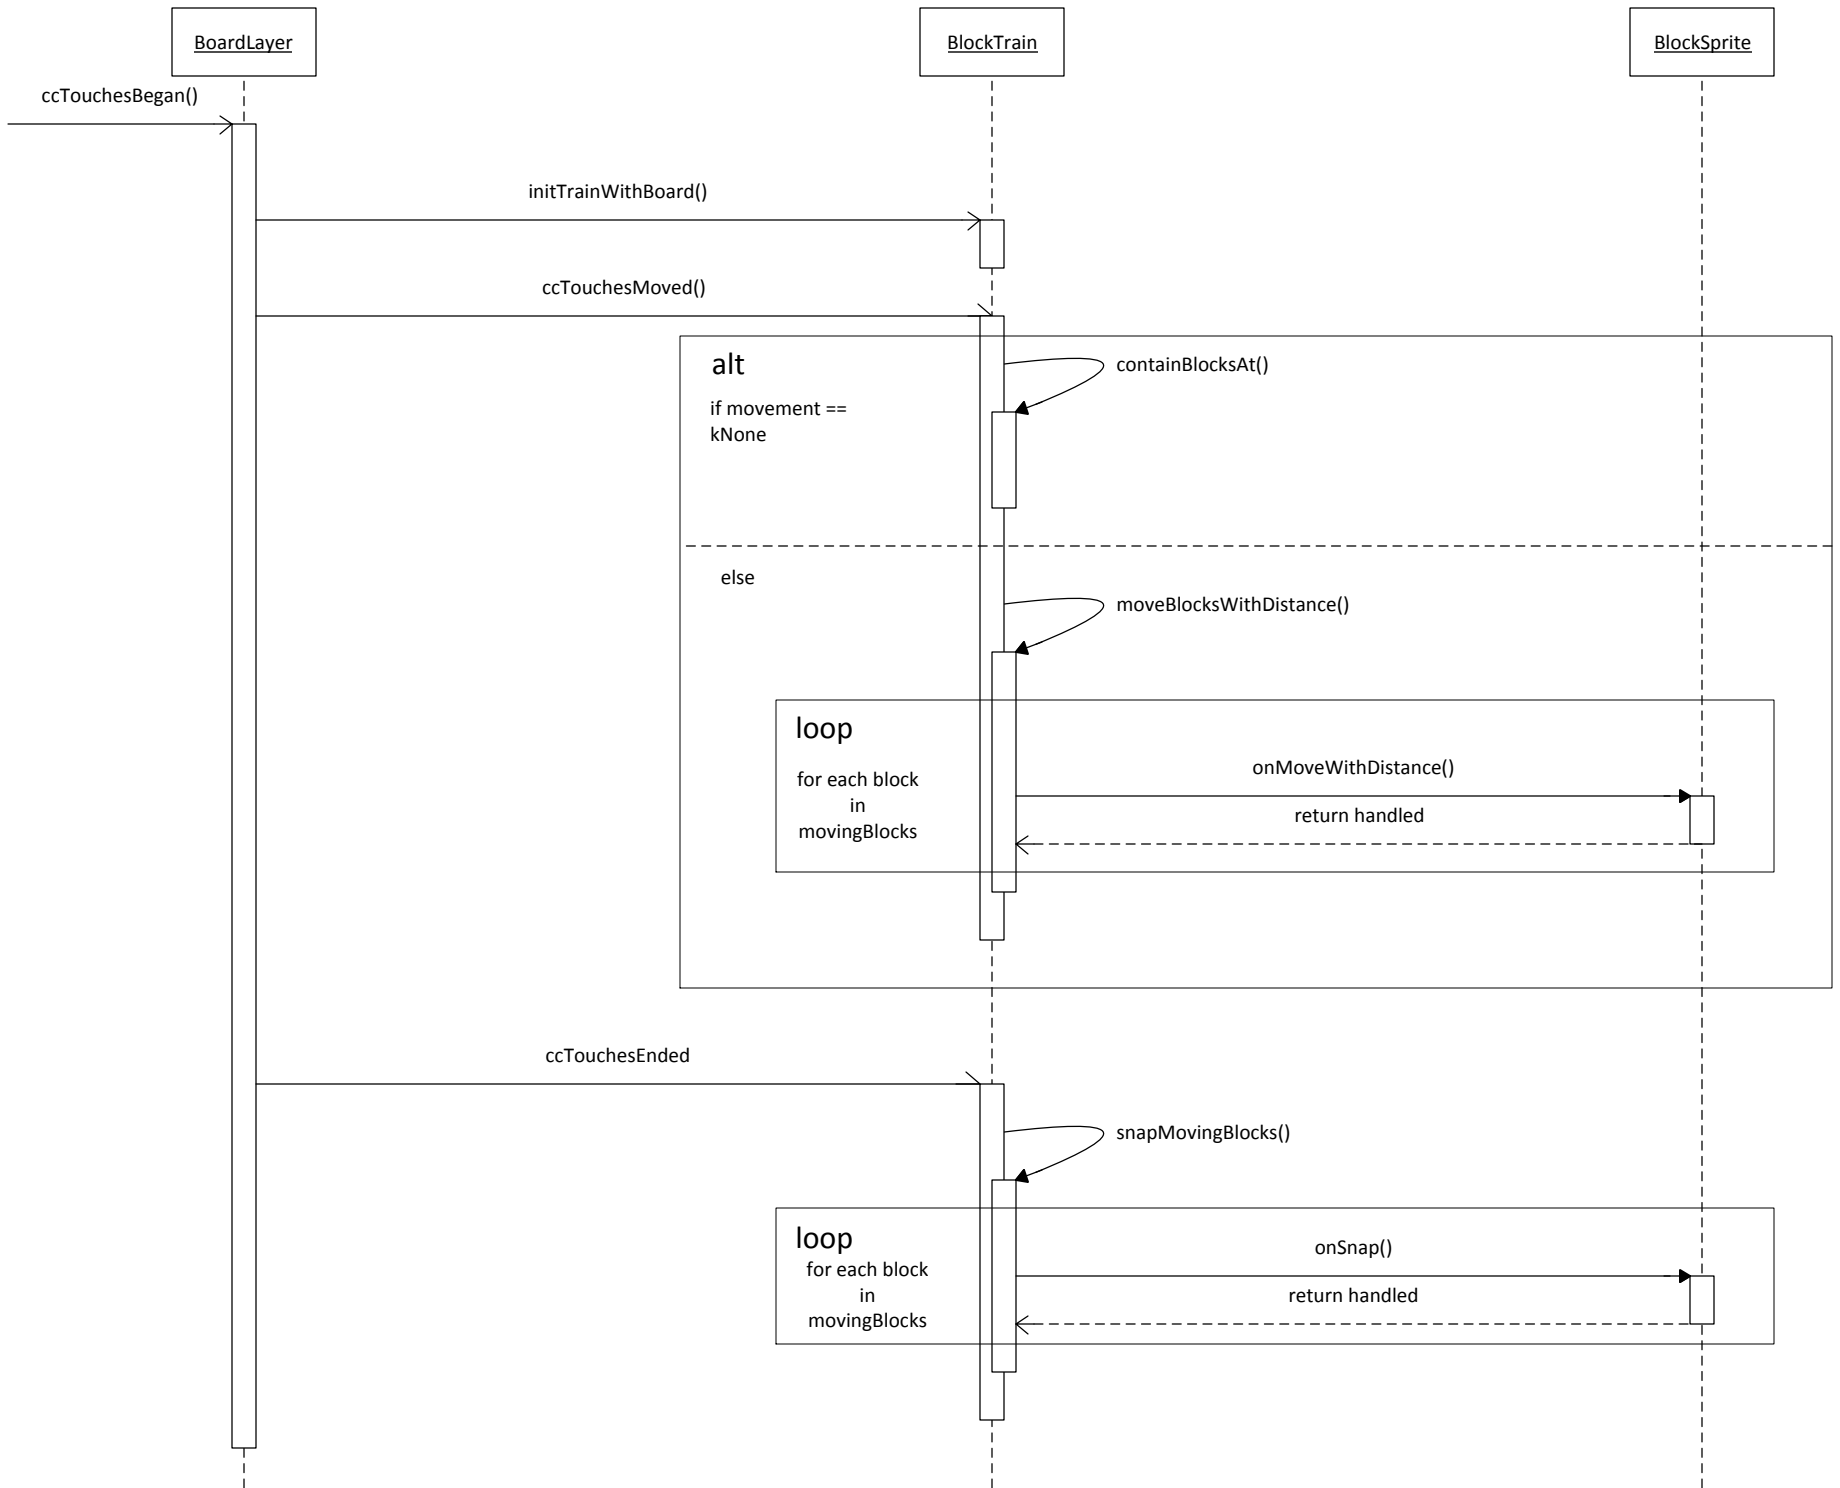 BoardLayer
BlockTrain
BlockSprite
ccTouchesBegan()
initTrainWithBoard()
ccTouchesMoved()
alt
containBlocksAt()
if movement ==
kNone
else
moveBlocksWithDistance()
loop
for each block
in
movingBlocks
onMoveWithDistance()
return handled
ccTouchesEnded
snapMovingBlocks()
loop
for each block
in
movingBlocks
onSnap()
return handled